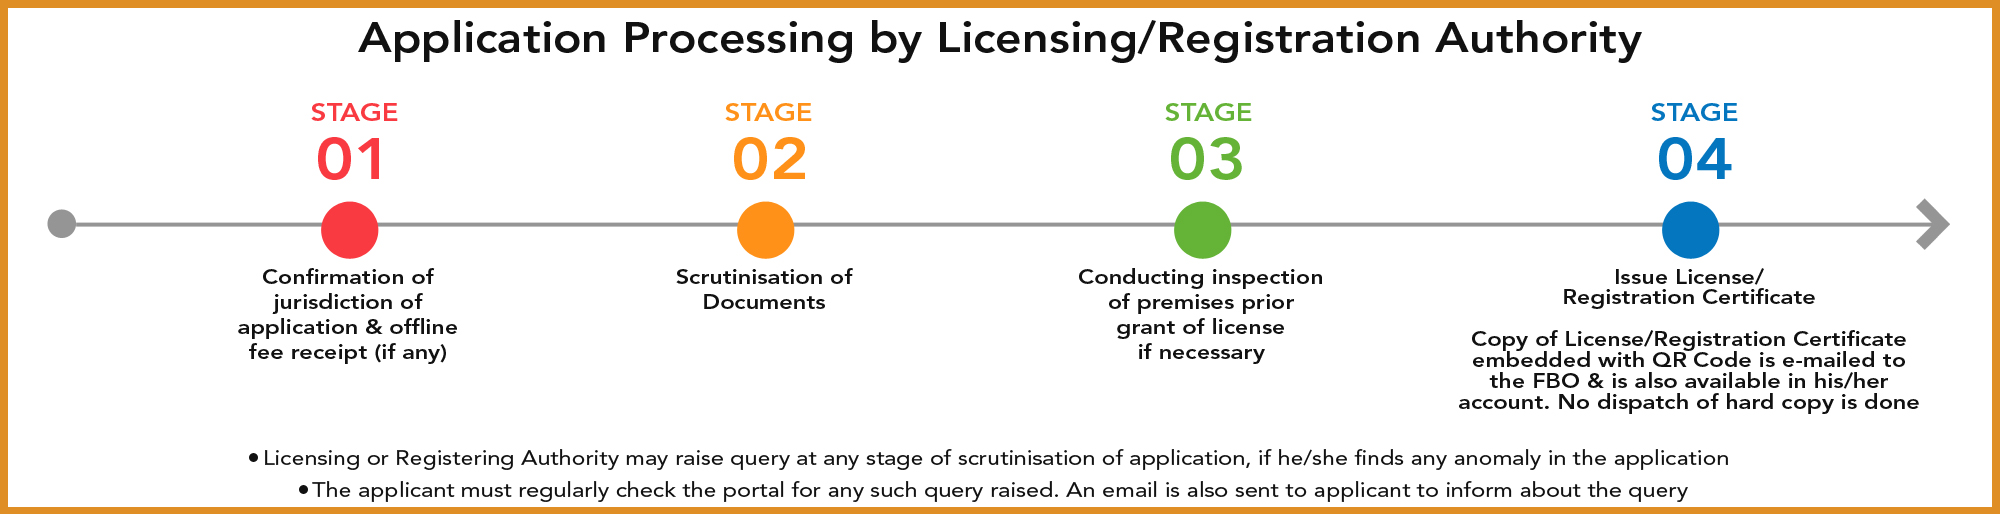 Application Processing by Licensing/Registration Authority
STAGE
01
Confirmation of
jurisdiction of
application & offline
fee receipt (if any)
STAGE
02
Scrutinisation of
Documents
STAGE
03
Conducting inspection
of premises prior
grant of license
if necessary
STAGE
04
Issue License/
Registration Certificate
Copy of License/Registration Certificate
embedded with QR Code is e-mailed to
the FBO & is also available in his/her
account. No dispatch of hard copy is done
•Licensing or Registering Authority may raise query at any stage of scrutinisation of application, if he/she finds any anomaly in the application
•The applicant must regularly check the portal for any such query raised. An email is also sent to applicant to inform about the query